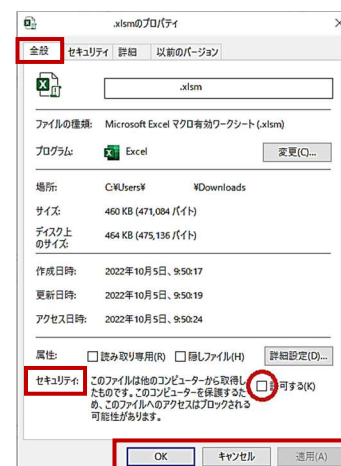 .xlsmのプロパティ
全般 セキュリティ 詳細 以前のバージョン
.xlsm
ファイルの種類: Microsoft Excel マクロ有効ワークシート (.xlsm)
プログラム: Excel 変更(C)...
場所: C:¥Users¥ ¥Downloads
サイズ: 460 KB (471,084 バイト)
ディスク上
のサイズ: 464 KB (475,136 バイト)
作成日時: 2022年10月5日、9:50:17
更新日時: 2022年10月5日、9:50:19
アクセス日時: 2022年10月5日、9:50:24
属性: 読み取り専用(R) 隠しファイル(H) 詳細設定(D)...
セキュリティ: このファイルは他のコンピューターから取得し
たものです。このコンピューターを保護するた 許可する(K)
め、このファイルへのアクセスはブロックされる
可能性があります。
OK キャンセル 適用(A)